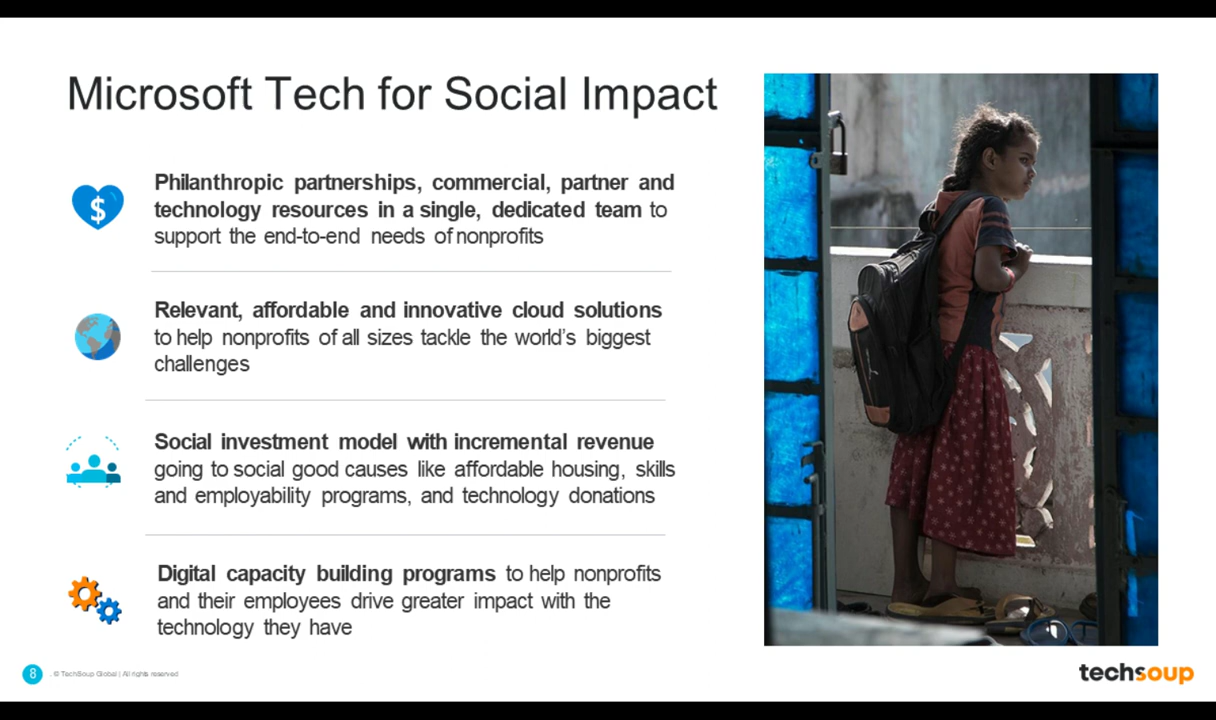 Microsoft Tech for Social Impact
$
Philanthropic partnerships, commercial, partner and
technology resources in a single, dedicated team to
support the end-to-end needs of nonprofits
Relevant, affordable and innovative cloud solutions
to help nonprofits of all sizes tackle the world's biggest
challenges
Social investment model with incremental revenue
going to social good causes like affordable housing, skills
and employability programs, and technology donations
Digital capacity building programs to help nonprofits
and their employees drive greater impact with the
technology they have
8 . © TechSoup Global | All rights reserved
techsoup